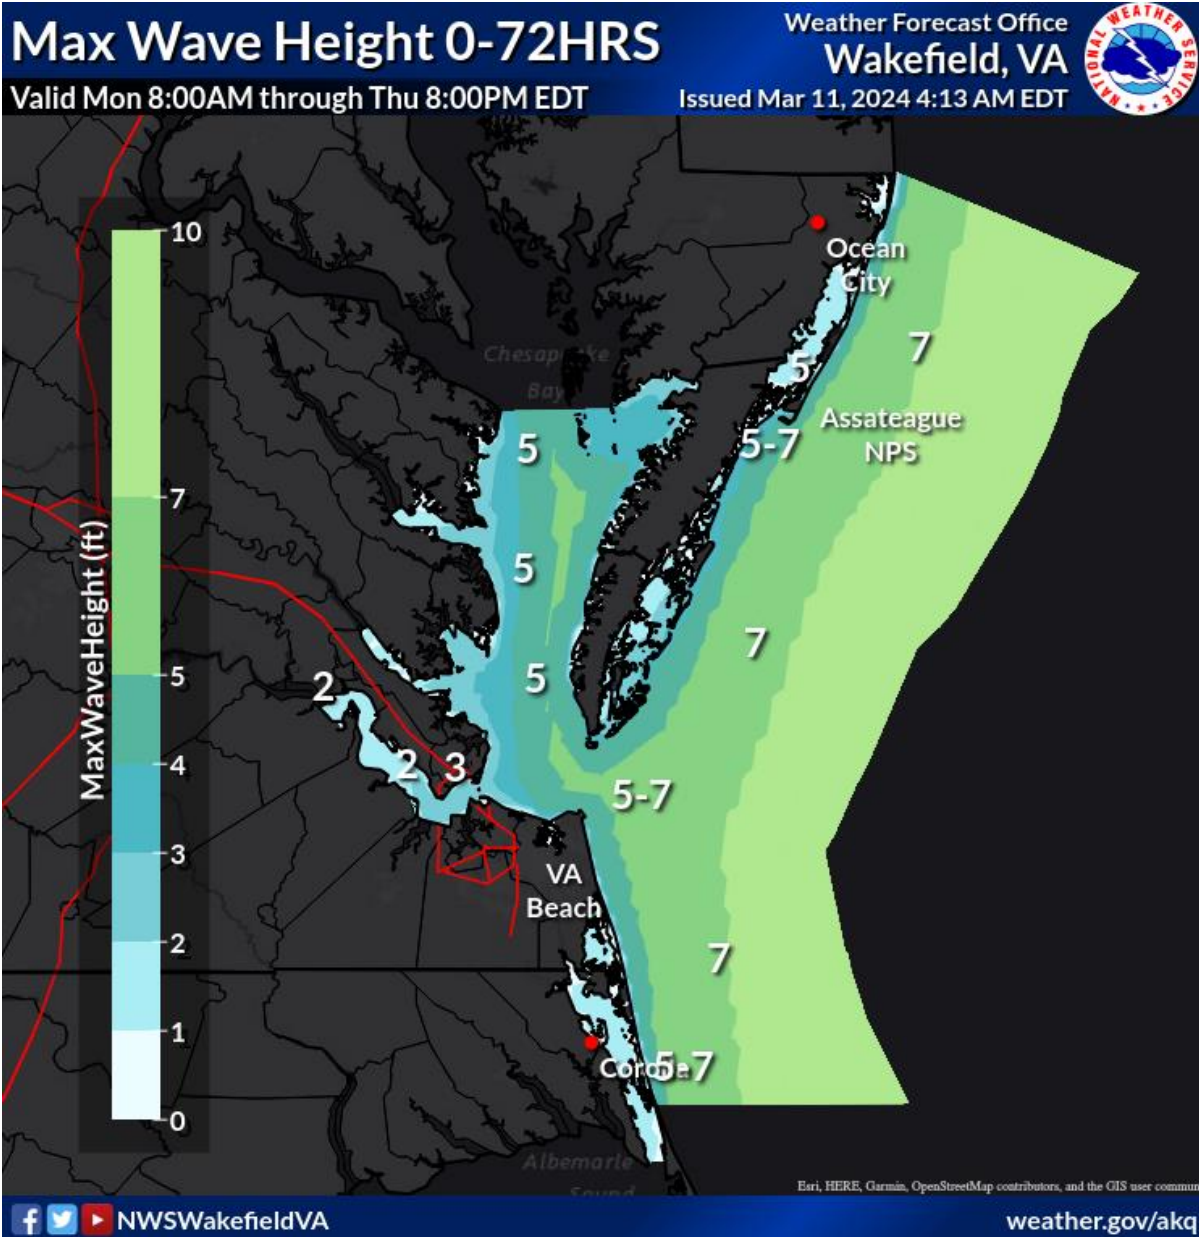 Max Wave Height 0-72HRS
Valid Mon 8:00AM through Thu 8:00PM EDT
Weather Forecast Office
Wakefield, VA
Issued Mar 11, 2024 4:13 AM EDT
NATIONAL WEATHER SERVICE
MaxWaveHeight (ft)
10
7
5
4
3
2
1
0
Ocean
City
Chesapeake
Bay
7
5
Assateague
NPS
5-7
5
5
7
5
2
2
3
5-7
VA
Beach
7
Corolla
5-7
Albemarle
Sound
Esri, HERE, Garmin, OpenStreetMap contributors, and the GIS user commun
NWSWakefieldVA
weather.gov/akq